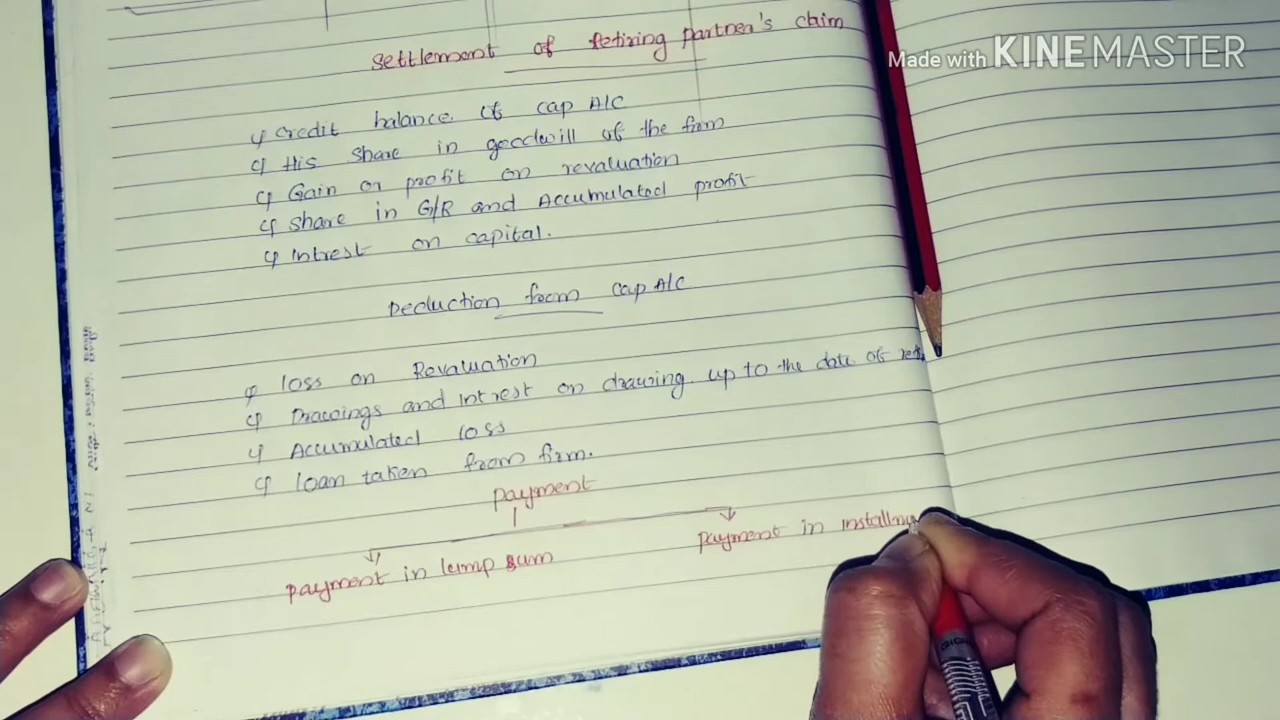 Made with KINEMASTER
Settlement of retiring partner's claim
Credit balance of cap A/C
His share in goodwill of the firm
Gain or profit on revaluation
Share in G/R and Accumulated profit
Intrest on capital.
Deduction from cap A/C
loss on Revaluation
Drawings and intrest on drawing up to the date of
Accumulated loss
loan taken from firm.
payment
payment in lump sum
payment in